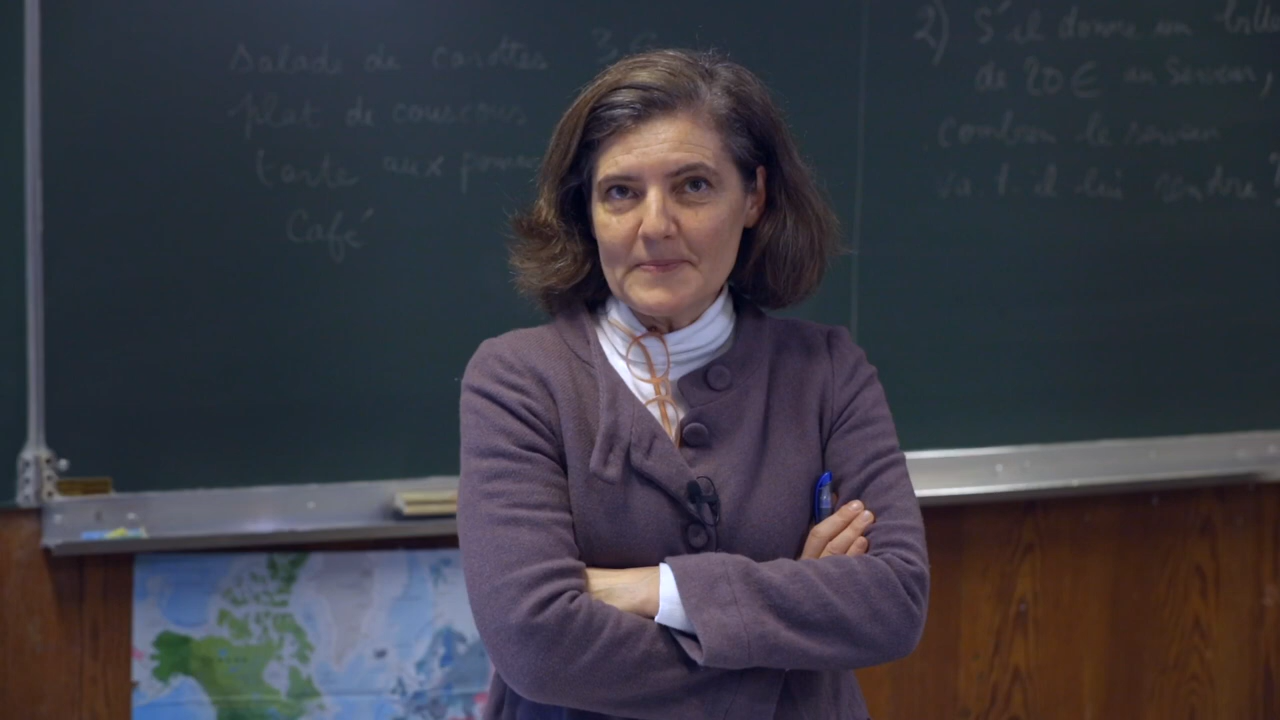 salade de carottes 3 €
plat de couscous
tarte aux pommes
Café
2) S'il donne un
de 20 € au serveur,
combien le serveur
va-t-il lui rendre ?